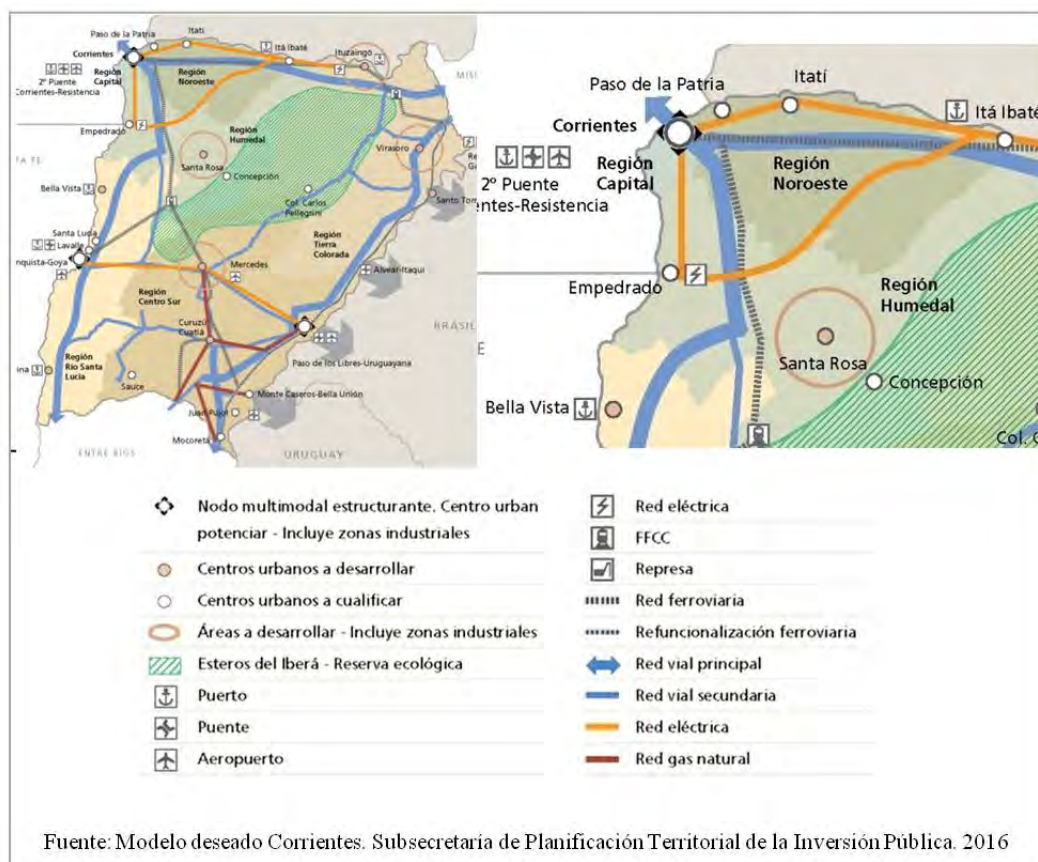 Paso de la Patria
Itatí
Corrientes
Itá Ibaté
Ituzaingó
MISI
Región
Capital
Región
Noroeste
2º Puente
Corrientes-Resistencia
Empedrado
Región
Humedal
Virasoro
Santa Rosa
Concepción
Bella Vista
Col. Carlos
Pellegrini
Santo Tom
Santa Lucía
Lavalle
Región
Tierra
Colorada
nquista-Goya
Mercedes
Alvear-Itaqui
Región
Centro Sur
Curuzú
Cuatiá
BRASIL
Paso de los Libres-Uruguayana
Región
Río Santa
Lucía
ina
Sauce
Monte Caseros-Bella Unión
Juan Pujol
Mocoretá
ENTRE RÍOS
URUGUAY
Paso de la Patria
Itatí
Corrientes
Itá Ibaté
Región
Capital
Región
Noroeste
2º Puente
entes-Resistencia
Empedrado
Región
Humedal
Santa Rosa
Concepción
Bella Vista
Col. C
Nodo multimodal estructurante. Centro urban
potenciar - Incluye zonas industriales
Centros urbanos a desarrollar
Centros urbanos a cualificar
Áreas a desarrollar - Incluye zonas industriales
Esteros del Iberá - Reserva ecológica
Puerto
Puente
Aeropuerto
Red eléctrica
FFCC
Represa
Red ferroviaria
Refuncionalización ferroviaria
Red vial principal
Red vial secundaria
Red eléctrica
Red gas natural
Fuente: Modelo deseado Corrientes. Subsecretaría de Planificación Territorial de la Inversión Pública. 2016